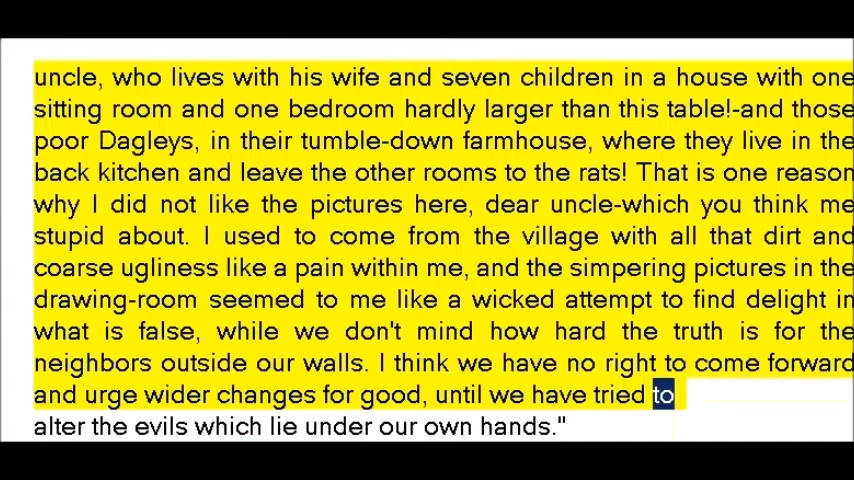 uncle, who lives with his wife and seven children in a house with one
sitting room and one bedroom hardly larger than this table!-and those
poor Dagleys, in their tumble-down farmhouse, where they live in the
back kitchen and leave the other rooms to the rats! That is one reason
why I did not like the pictures here, dear uncle-which you think me
stupid about. I used to come from the village with all that dirt and
coarse ugliness like a pain within me, and the simpering pictures in the
drawing-room seemed to me like a wicked attempt to find delight in
what is false, while we don't mind how hard the truth is for the
neighbors outside our walls. I think we have no right to come forward
and urge wider changes for good, until we have tried to
alter the evils which lie under our own hands."